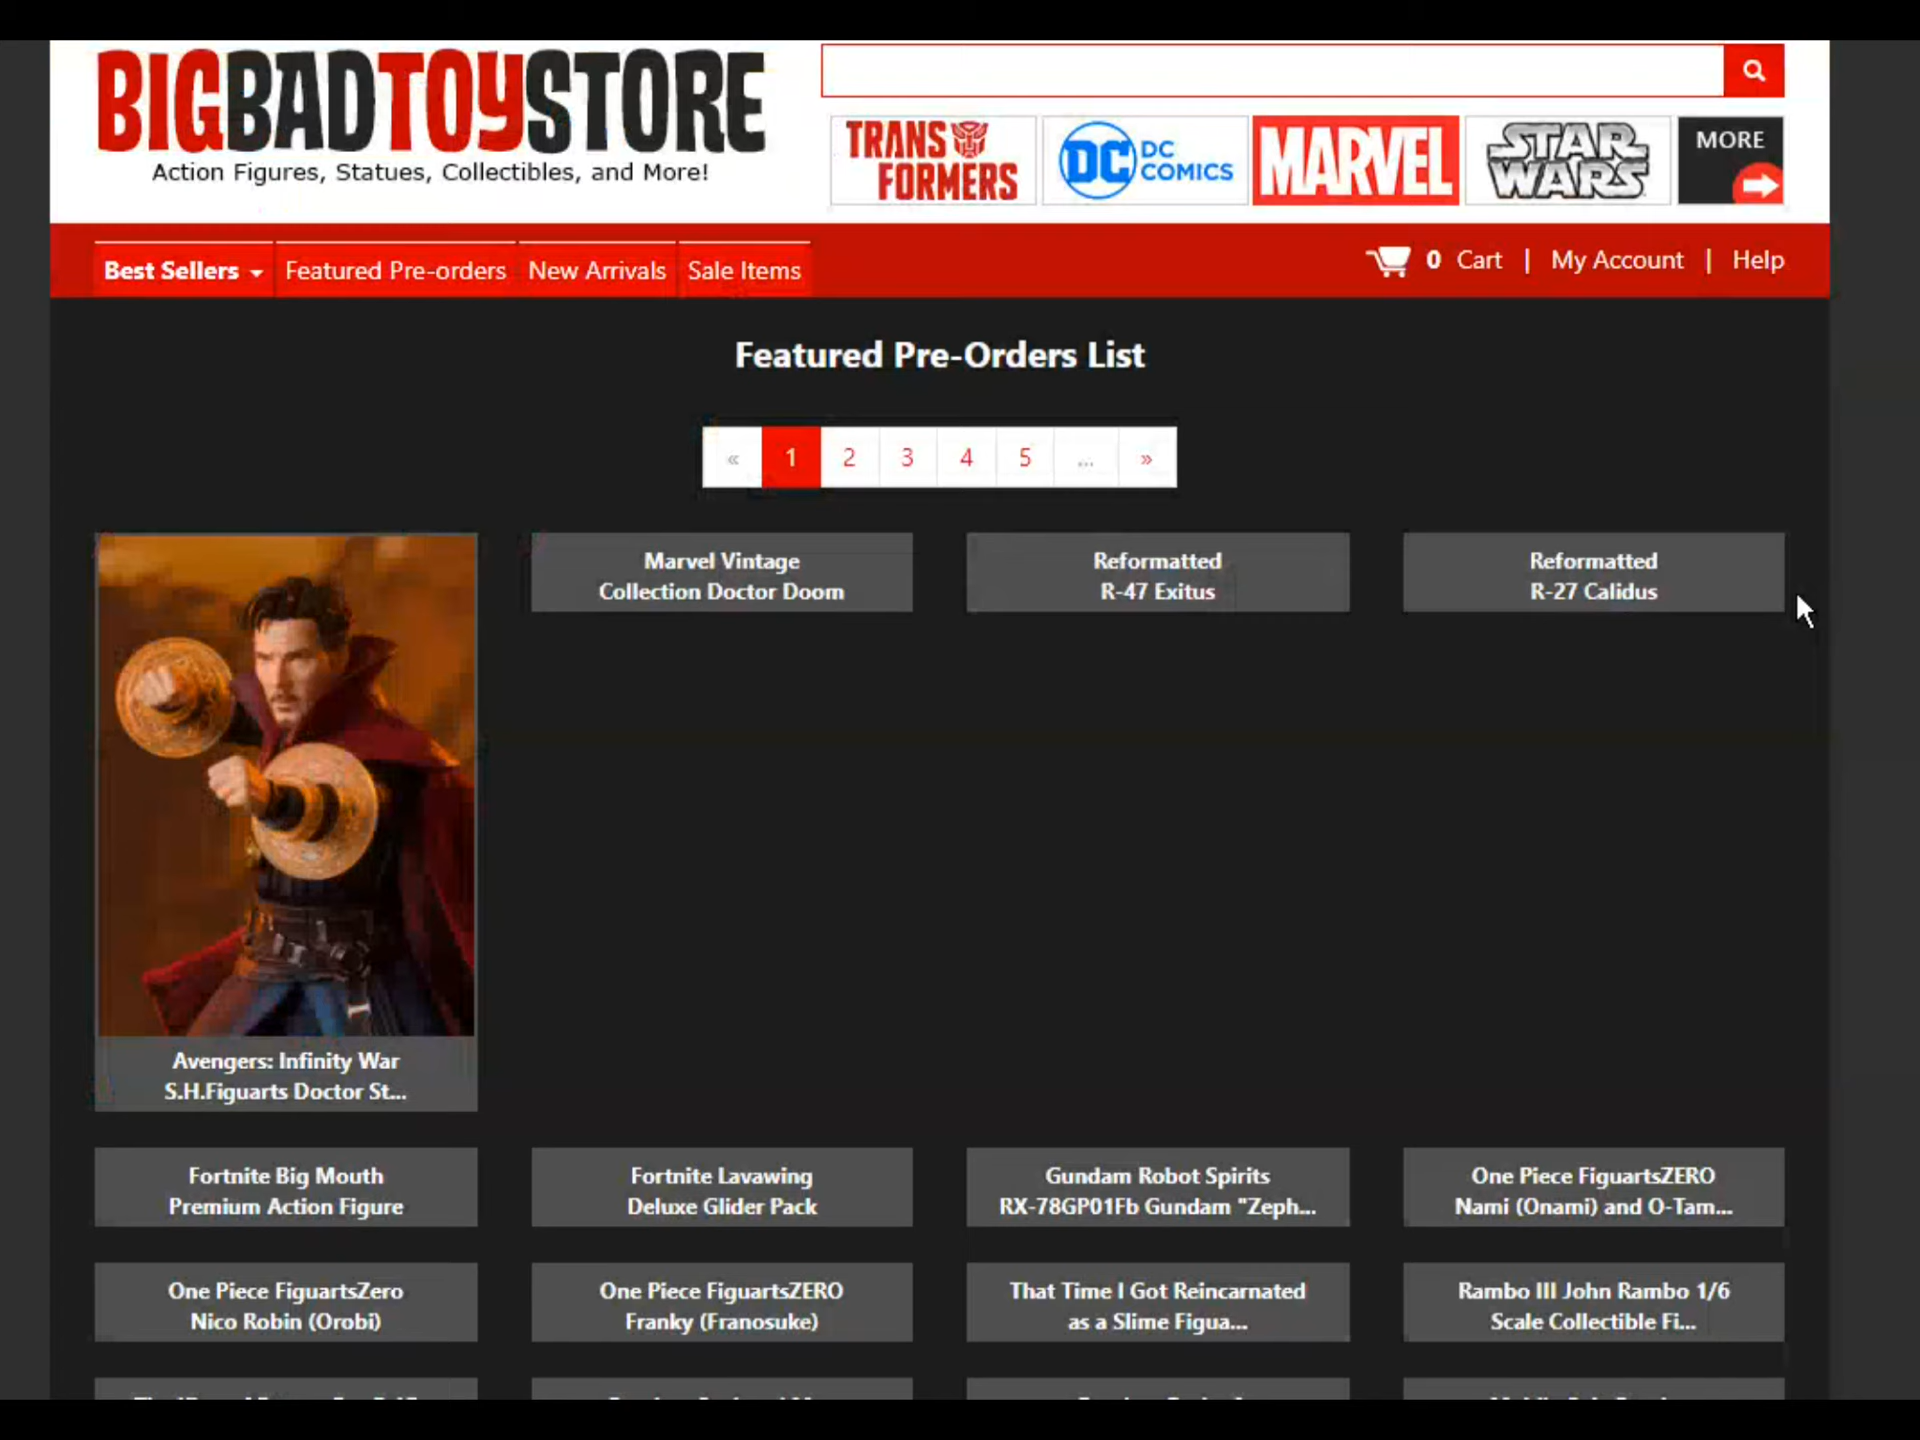 BIGBADTOYSTORE
Action Figures, Statues, Collectibles, and More!
TRANS
FORMERS
DC
DC
COMICS
MARVEL
STAR
WARS
MORE
Best Sellers
Featured Pre-orders
New Arrivals
Sale Items
0 Cart | My Account | Help
Featured Pre-Orders List
« 1 2 3 4 5 ... »
Marvel Vintage
Collection Doctor Doom
Reformatted
R-47 Exitus
Reformatted
R-27 Calidus
Avengers: Infinity War
S.H.Figuarts Doctor St...
Fortnite Big Mouth
Premium Action Figure
Fortnite Lavawing
Deluxe Glider Pack
Gundam Robot Spirits
RX-78GP01Fb Gundam "Zeph...
One Piece FiguartsZERO
Nami (Onami) and O-Tam...
One Piece FiguartsZero
Nico Robin (Orobi)
One Piece FiguartsZERO
Franky (Franosuke)
That Time I Got Reincarnated
as a Slime Figua...
Rambo III John Rambo 1/6
Scale Collectible Fi...